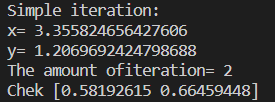 Simple iteration:
x= 3.355824656427606
y= 1.2069692424798688
The amount ofiteration= 2
Chek [0.58192615 0.66459448]